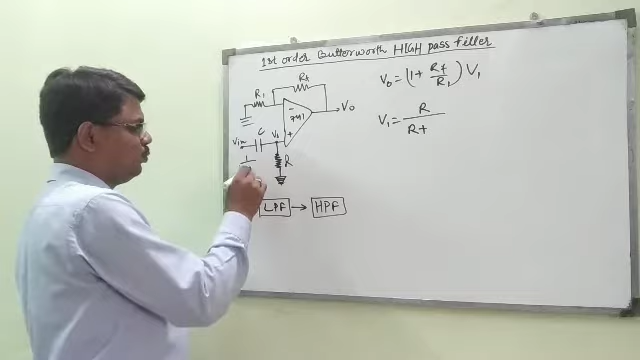 1st order Butterworth HIGH pass filler
Rf
R1
Vo = (1 + Rf/R1) V1
741
Vo
Vin
C
V1
V1 = R / R+
R
LPF → HPF